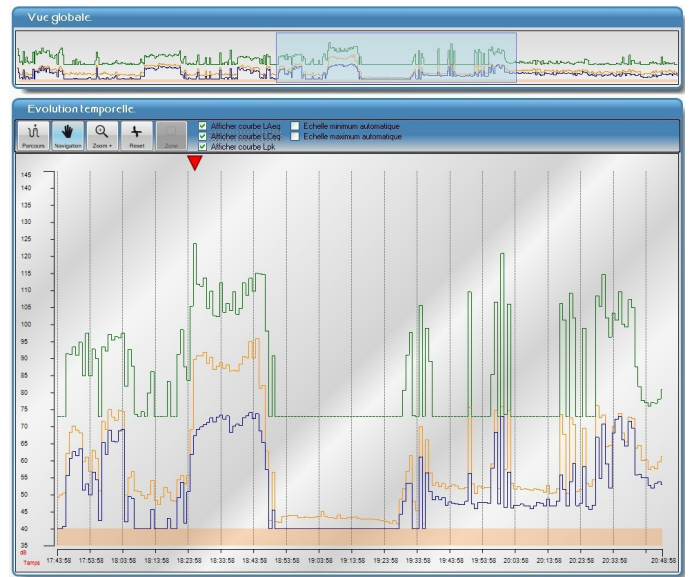 Vue globale.
Evolution temporelle.
Parcours
Navigation
Zoom +
Reset
Zone
Afficher courbe LAeq
Echelle minimum automatique
Afficher courbe LCeq
Echelle maximum automatique
Afficher courbe Lpk
145
140
135
130
125
120
115
110
105
100
95
90
85
80
75
70
65
60
55
50
45
40
35
dB
Temps 17:43:58 17:53:58 18:03:58 18:13:58 18:23:58 18:33:58 18:43:58 18:53:58 19:03:58 19:13:58 19:23:58 19:33:58 19:43:58 19:53:58 20:03:58 20:13:58 20:23:58 20:33:58 20:48:58